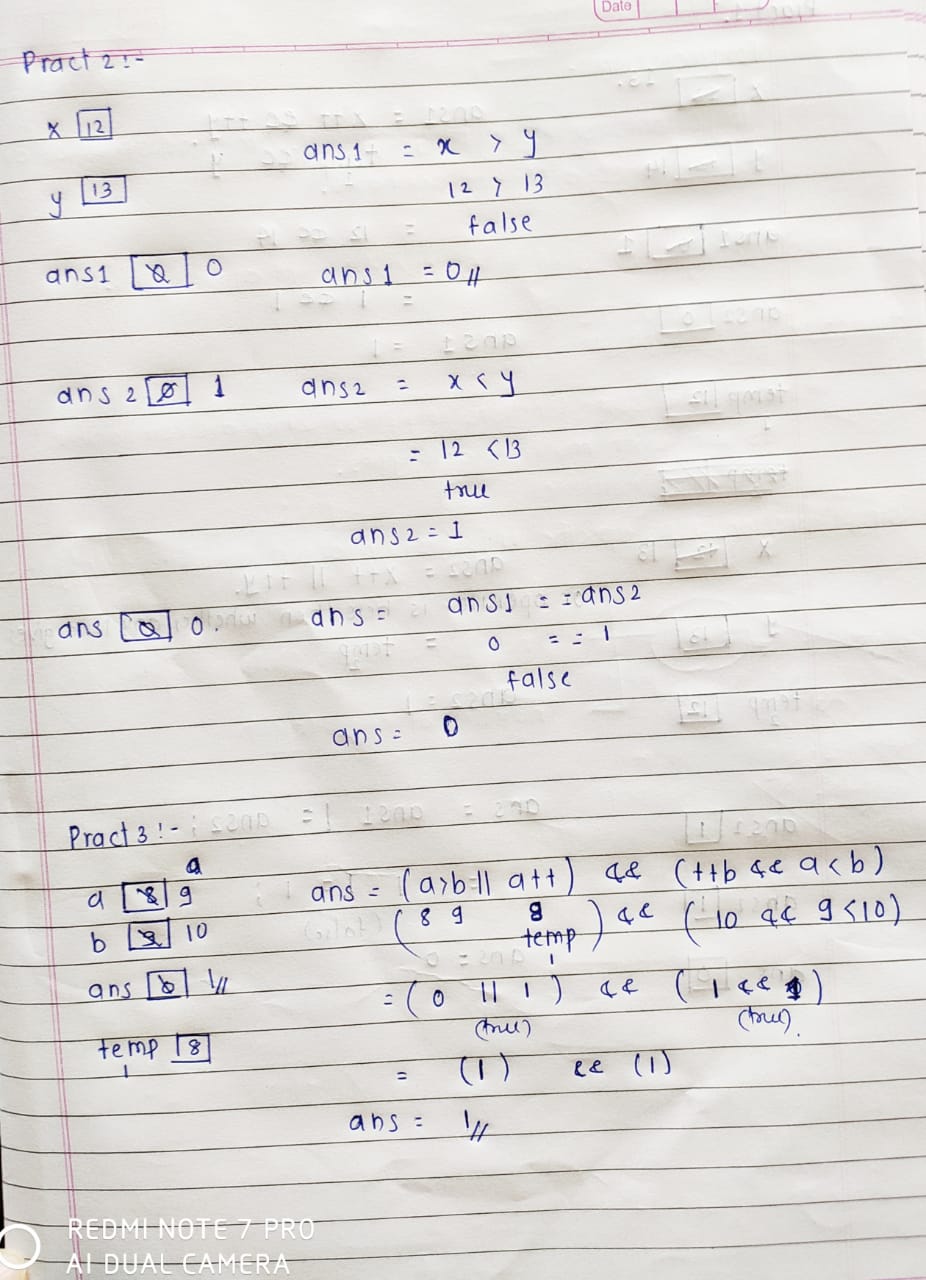 Date
Pract 2 :-
x 12
ans1 = x > y
y 13
12 > 13
false
ans1 0 0 ans1 = 0//
ans2 0 1 ans2 = x < y
= 12 < 13
true
ans2 = 1
ans 0 0. ans = ans1 == ans2
0 == 1
false
ans = 0
Pract 3 :-
a
a 8 9 ans = (a>b || a++) && (++b && a<b)
b 9 10 (8 9 8 ) && (10 && 9<10)
temp
1
ans 0 1// = (0 || 1) && (1 && 1)
(true) (true).
temp 8
1
= (1) && (1)
ans = 1//
REDMI NOTE 7 PRO
AI DUAL CAMERA